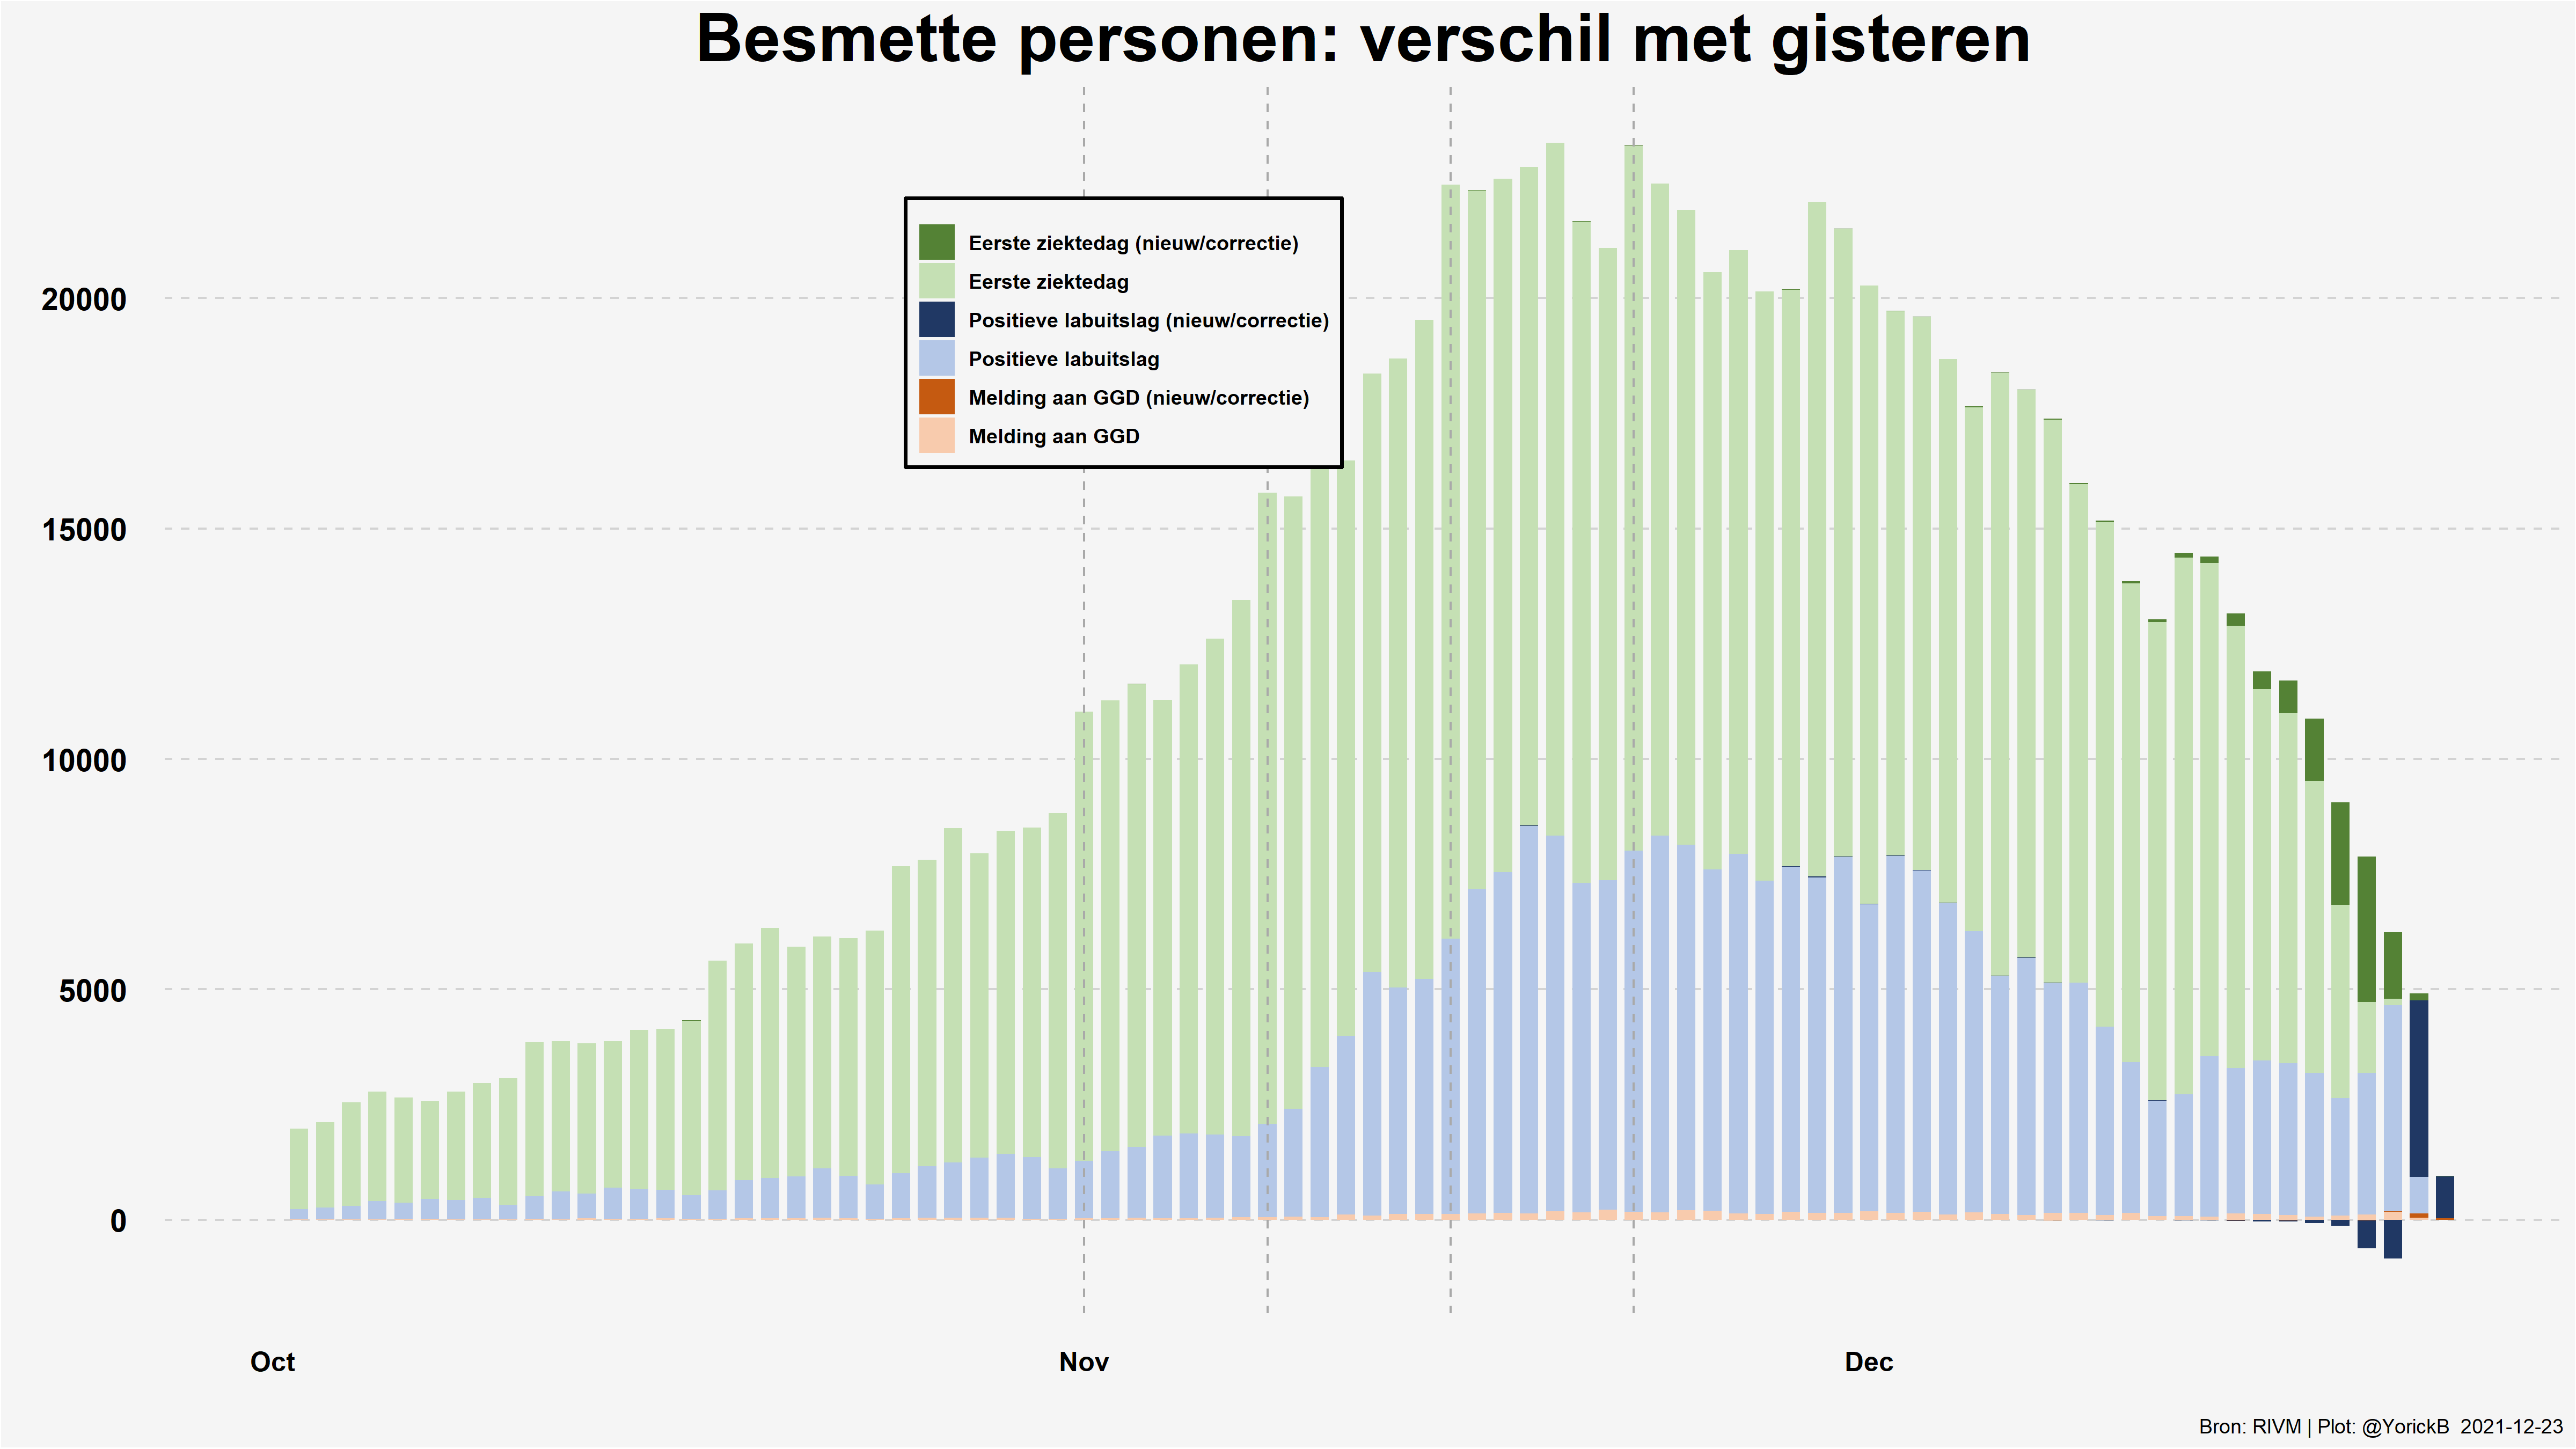 Besmette personen: verschil met gisteren
Eerste ziektedag (nieuw/correctie)
Eerste ziektedag
Positieve labuitslag (nieuw/correctie)
Positieve labuitslag
Melding aan GGD (nieuw/correctie)
Melding aan GGD
20000
15000
10000
5000
0
Oct Nov Dec
Bron: RIVM | Plot: @YorickB 2021-12-23